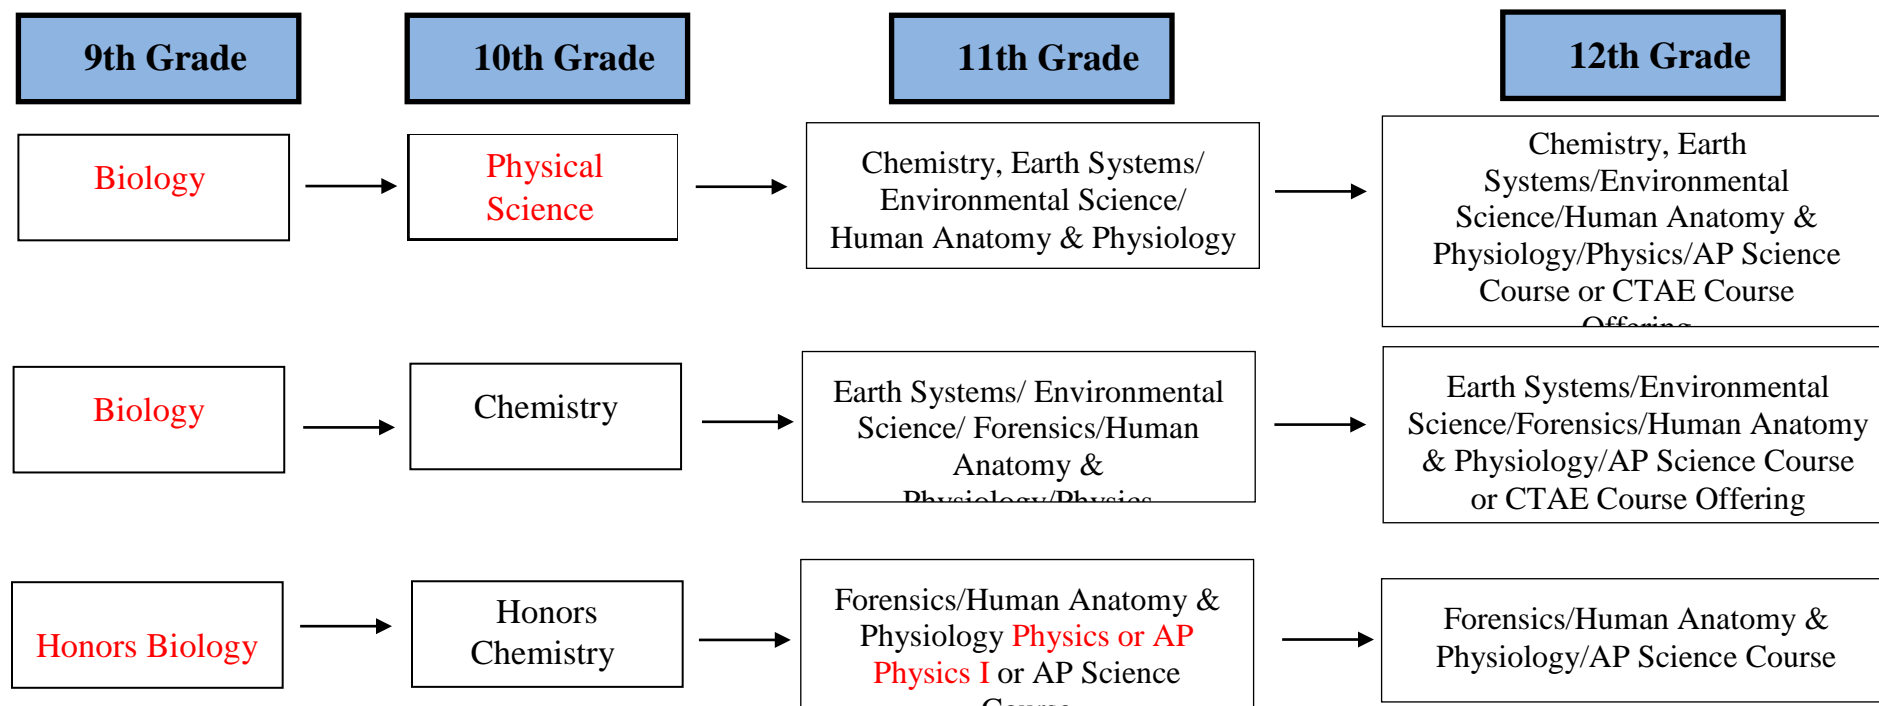 9th Grade
10th Grade
11th Grade
12th Grade
Biology
Physical
Science
Chemistry, Earth Systems/
Environmental Science/
Human Anatomy & Physiology
Chemistry, Earth
Systems/Environmental
Science/Human Anatomy &
Physiology/Physics/AP Science
Course or CTAE Course
Offering
Biology
Chemistry
Earth Systems/ Environmental
Science/ Forensics/Human
Anatomy &
Physiology/Physics
Earth Systems/Environmental
Science/Forensics/Human Anatomy
& Physiology/AP Science Course
or CTAE Course Offering
Honors Biology
Honors
Chemistry
Forensics/Human Anatomy &
Physiology Physics or AP
Physics I or AP Science
Course
Forensics/Human Anatomy &
Physiology/AP Science Course